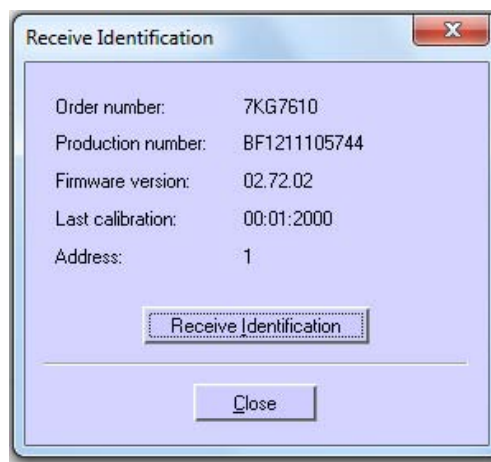 Receive Identification
Order number: 7KG7610
Production number: BF1211105744
Firmware version: 02.72.02
Last calibration: 00:01:2000
Address: 1
Receive Identification
Close